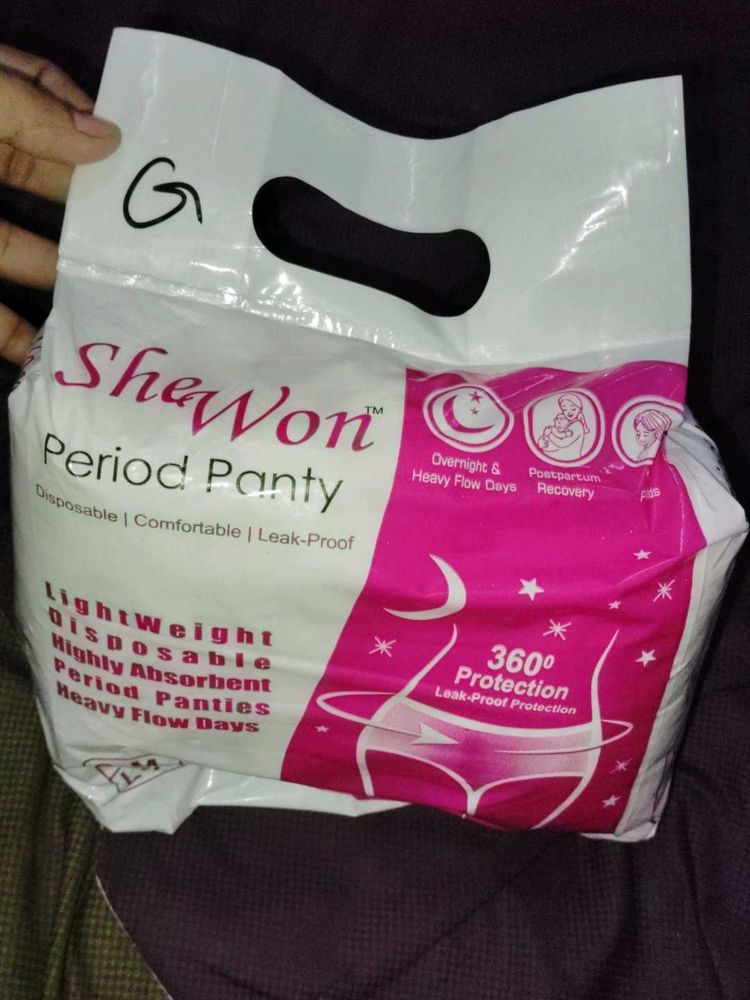 G
SheWon™
Period Panty
Disposable | Comfortable | Leak-Proof
Overnight &
Heavy Flow Days
Postpartum
Recovery
LightWeight
Disposable
Highly Absorbent
Period Panties
Heavy Flow Days
360⁰
Protection
Leak-Proof Protection